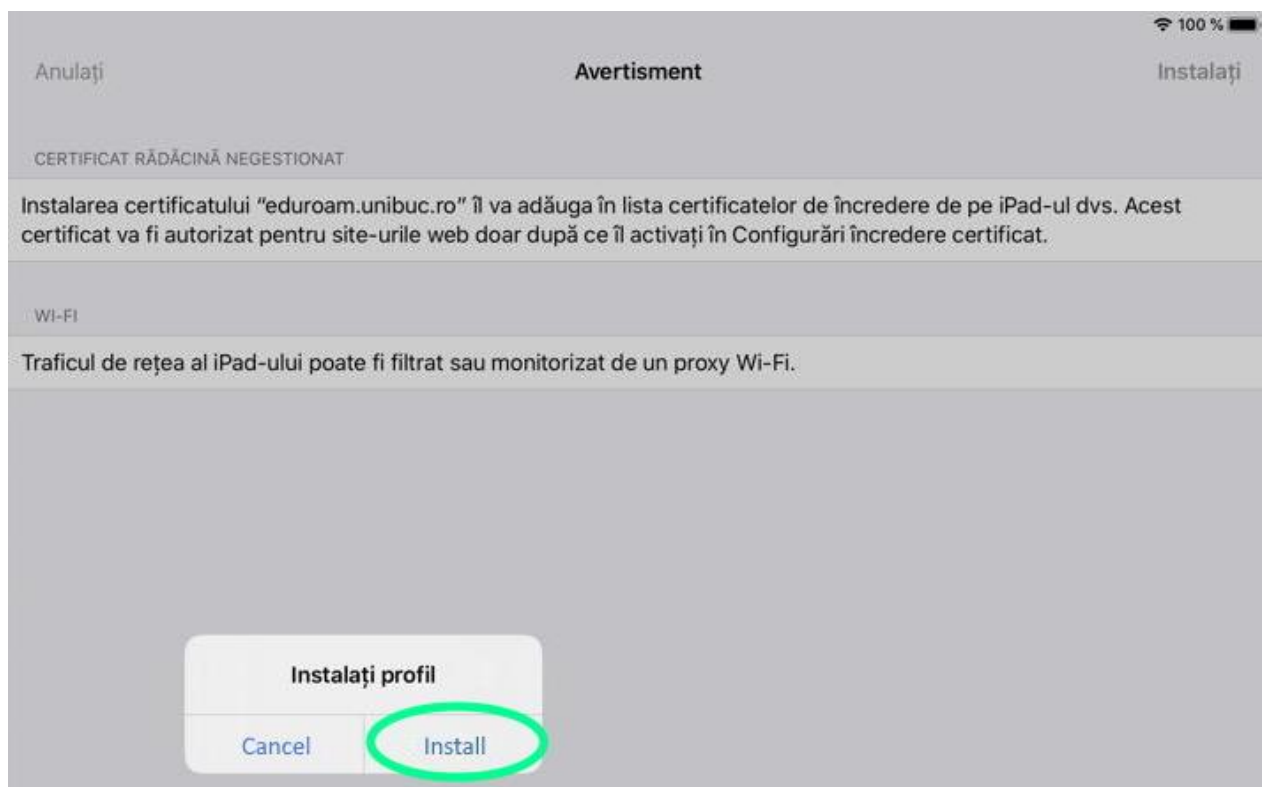 100 %
Anulați Avertisment Instalați
CERTIFICAT RĂDĂCINĂ NEGESTIONAT
Instalarea certificatului “eduroam.unibuc.ro” îl va adăuga în lista certificatelor de încredere de pe iPad-ul dvs. Acest
certificat va fi autorizat pentru site-urile web doar după ce îl activați în Configurări încredere certificat.
WI-FI
Traficul de rețea al iPad-ului poate fi filtrat sau monitorizat de un proxy Wi-Fi.
Instalați profil
Cancel Install